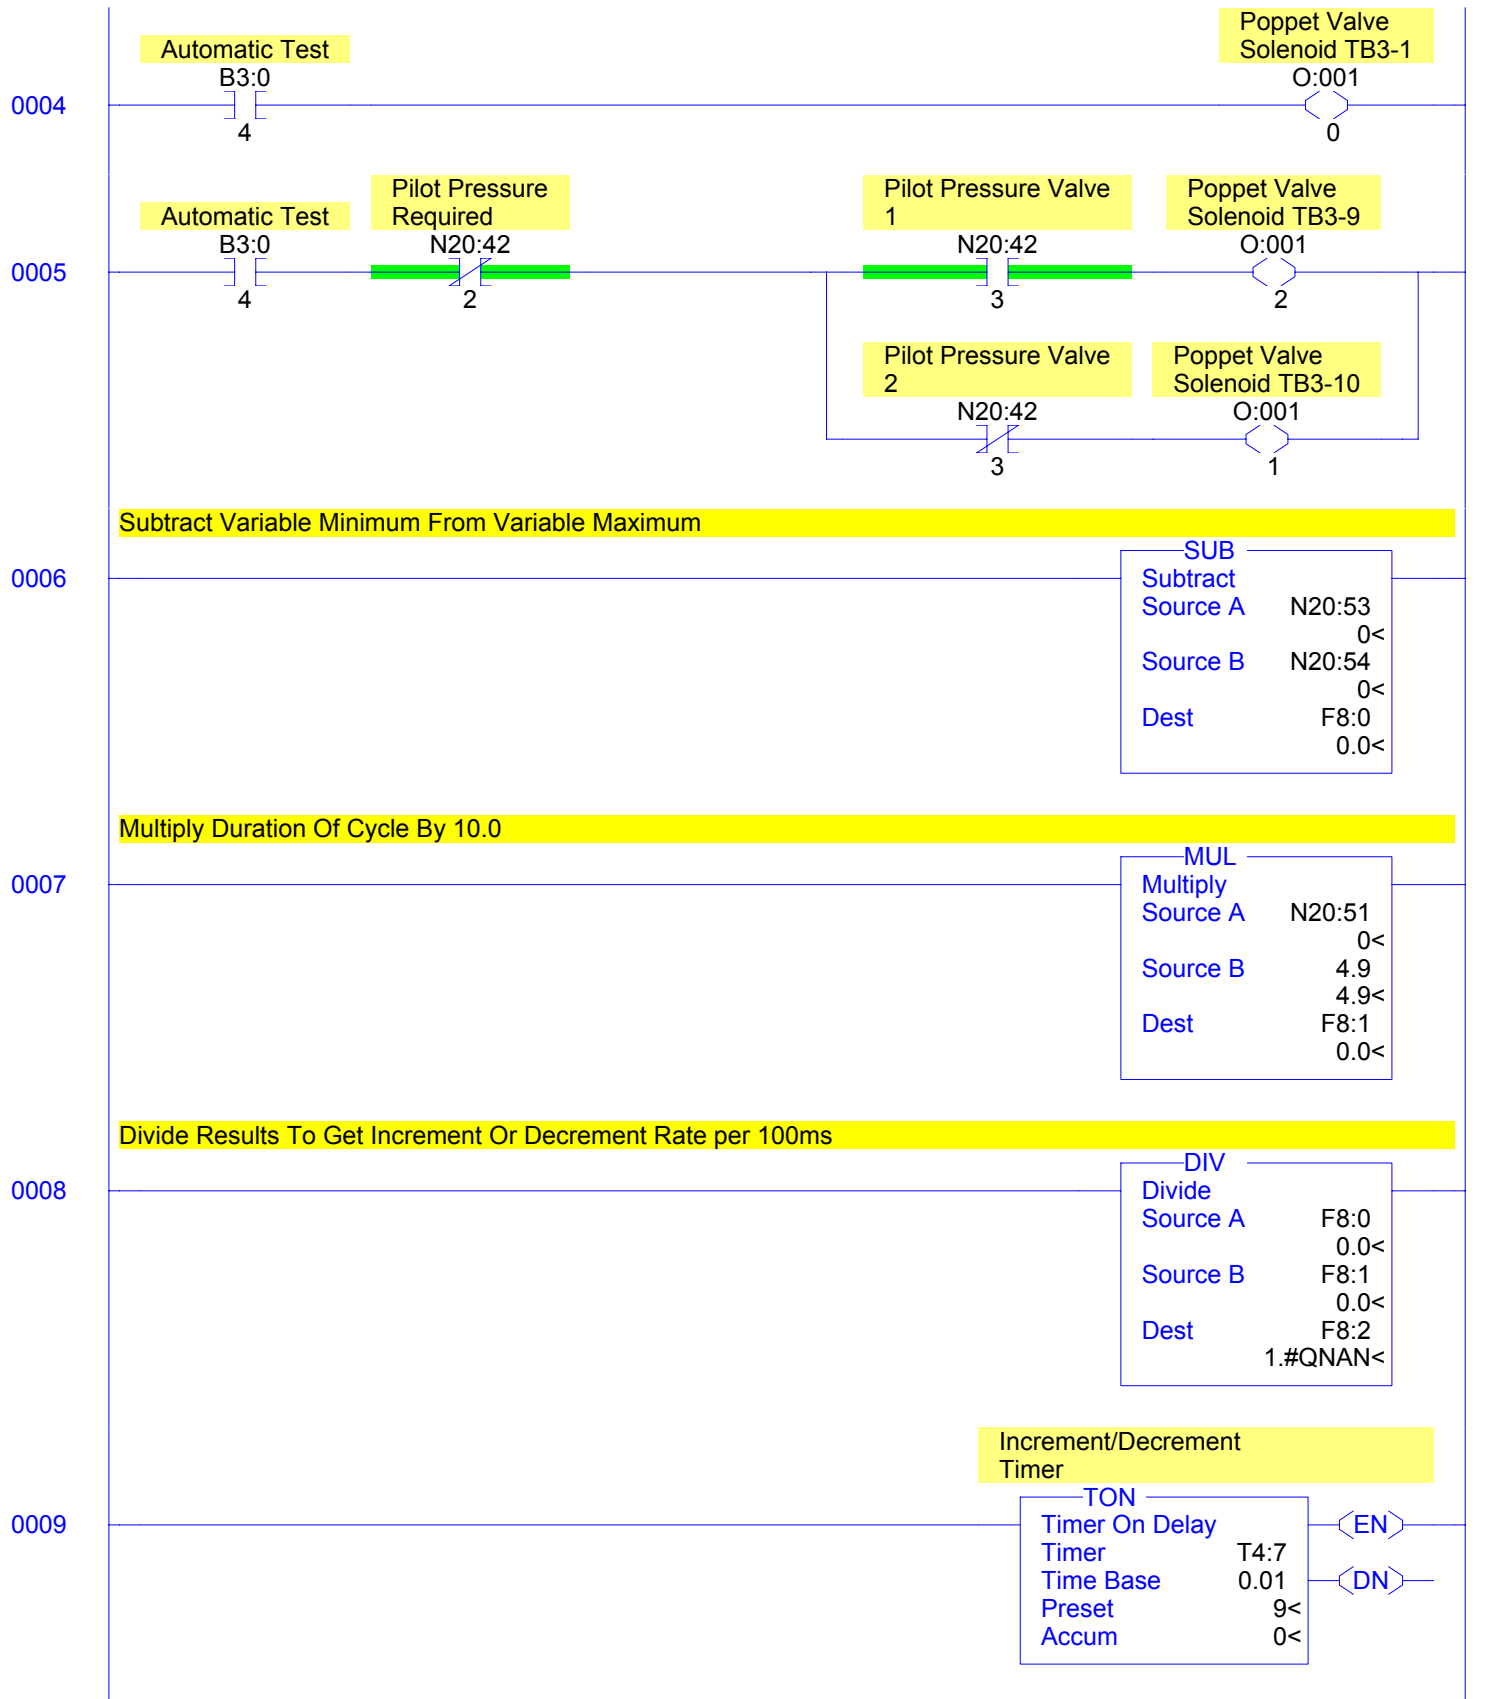 Automatic Test
B3:0
4
Poppet Valve
Solenoid TB3-1
O:001
0
0004
Automatic Test
B3:0
4
Pilot Pressure
Required
N20:42
2
Pilot Pressure Valve
1
N20:42
3
Poppet Valve
Solenoid TB3-9
O:001
2
0005
Pilot Pressure Valve
2
N20:42
3
Poppet Valve
Solenoid TB3-10
O:001
1
Subtract Variable Minimum From Variable Maximum
0006
SUB
Subtract
Source A N20:53
0<
Source B N20:54
0<
Dest F8:0
0.0<
Multiply Duration Of Cycle By 10.0
0007
MUL
Multiply
Source A N20:51
0<
Source B 4.9
4.9<
Dest F8:1
0.0<
Divide Results To Get Increment Or Decrement Rate per 100ms
0008
DIV
Divide
Source A F8:0
0.0<
Source B F8:1
0.0<
Dest F8:2
1.#QNAN<
Increment/Decrement
Timer
0009
TON
Timer On Delay EN
Timer T4:7
Time Base 0.01 DN
Preset 9<
Accum 0<